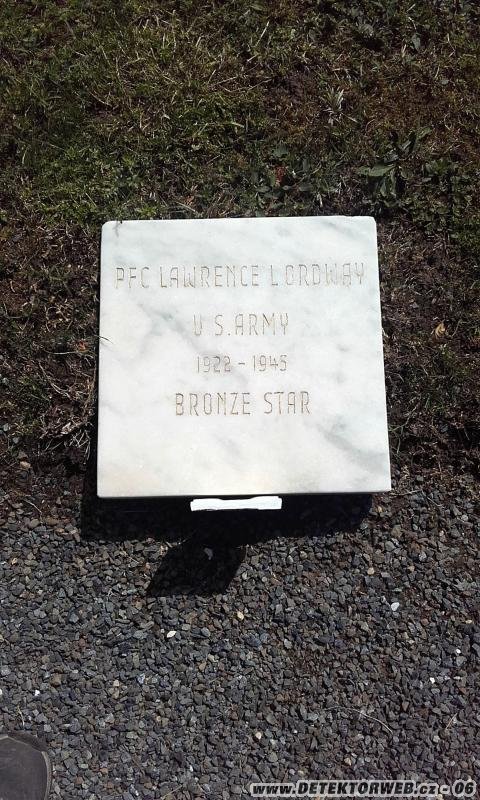 PFC LAWRENCE L ORDWAY
U S. ARMY
1922 - 1945
BRONZE STAR
www.DETEKTORWEB.cz - 06